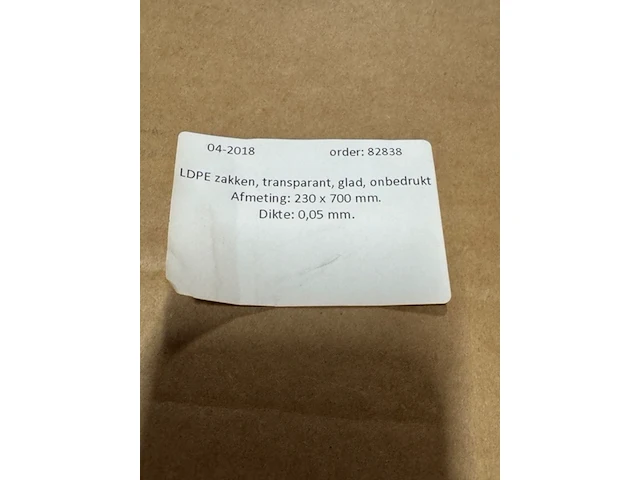 04-2018 order: 82838
LDPE zakken, transparant, glad, onbedrukt
Afmeting: 230 x 700 mm.
Dikte: 0,05 mm.